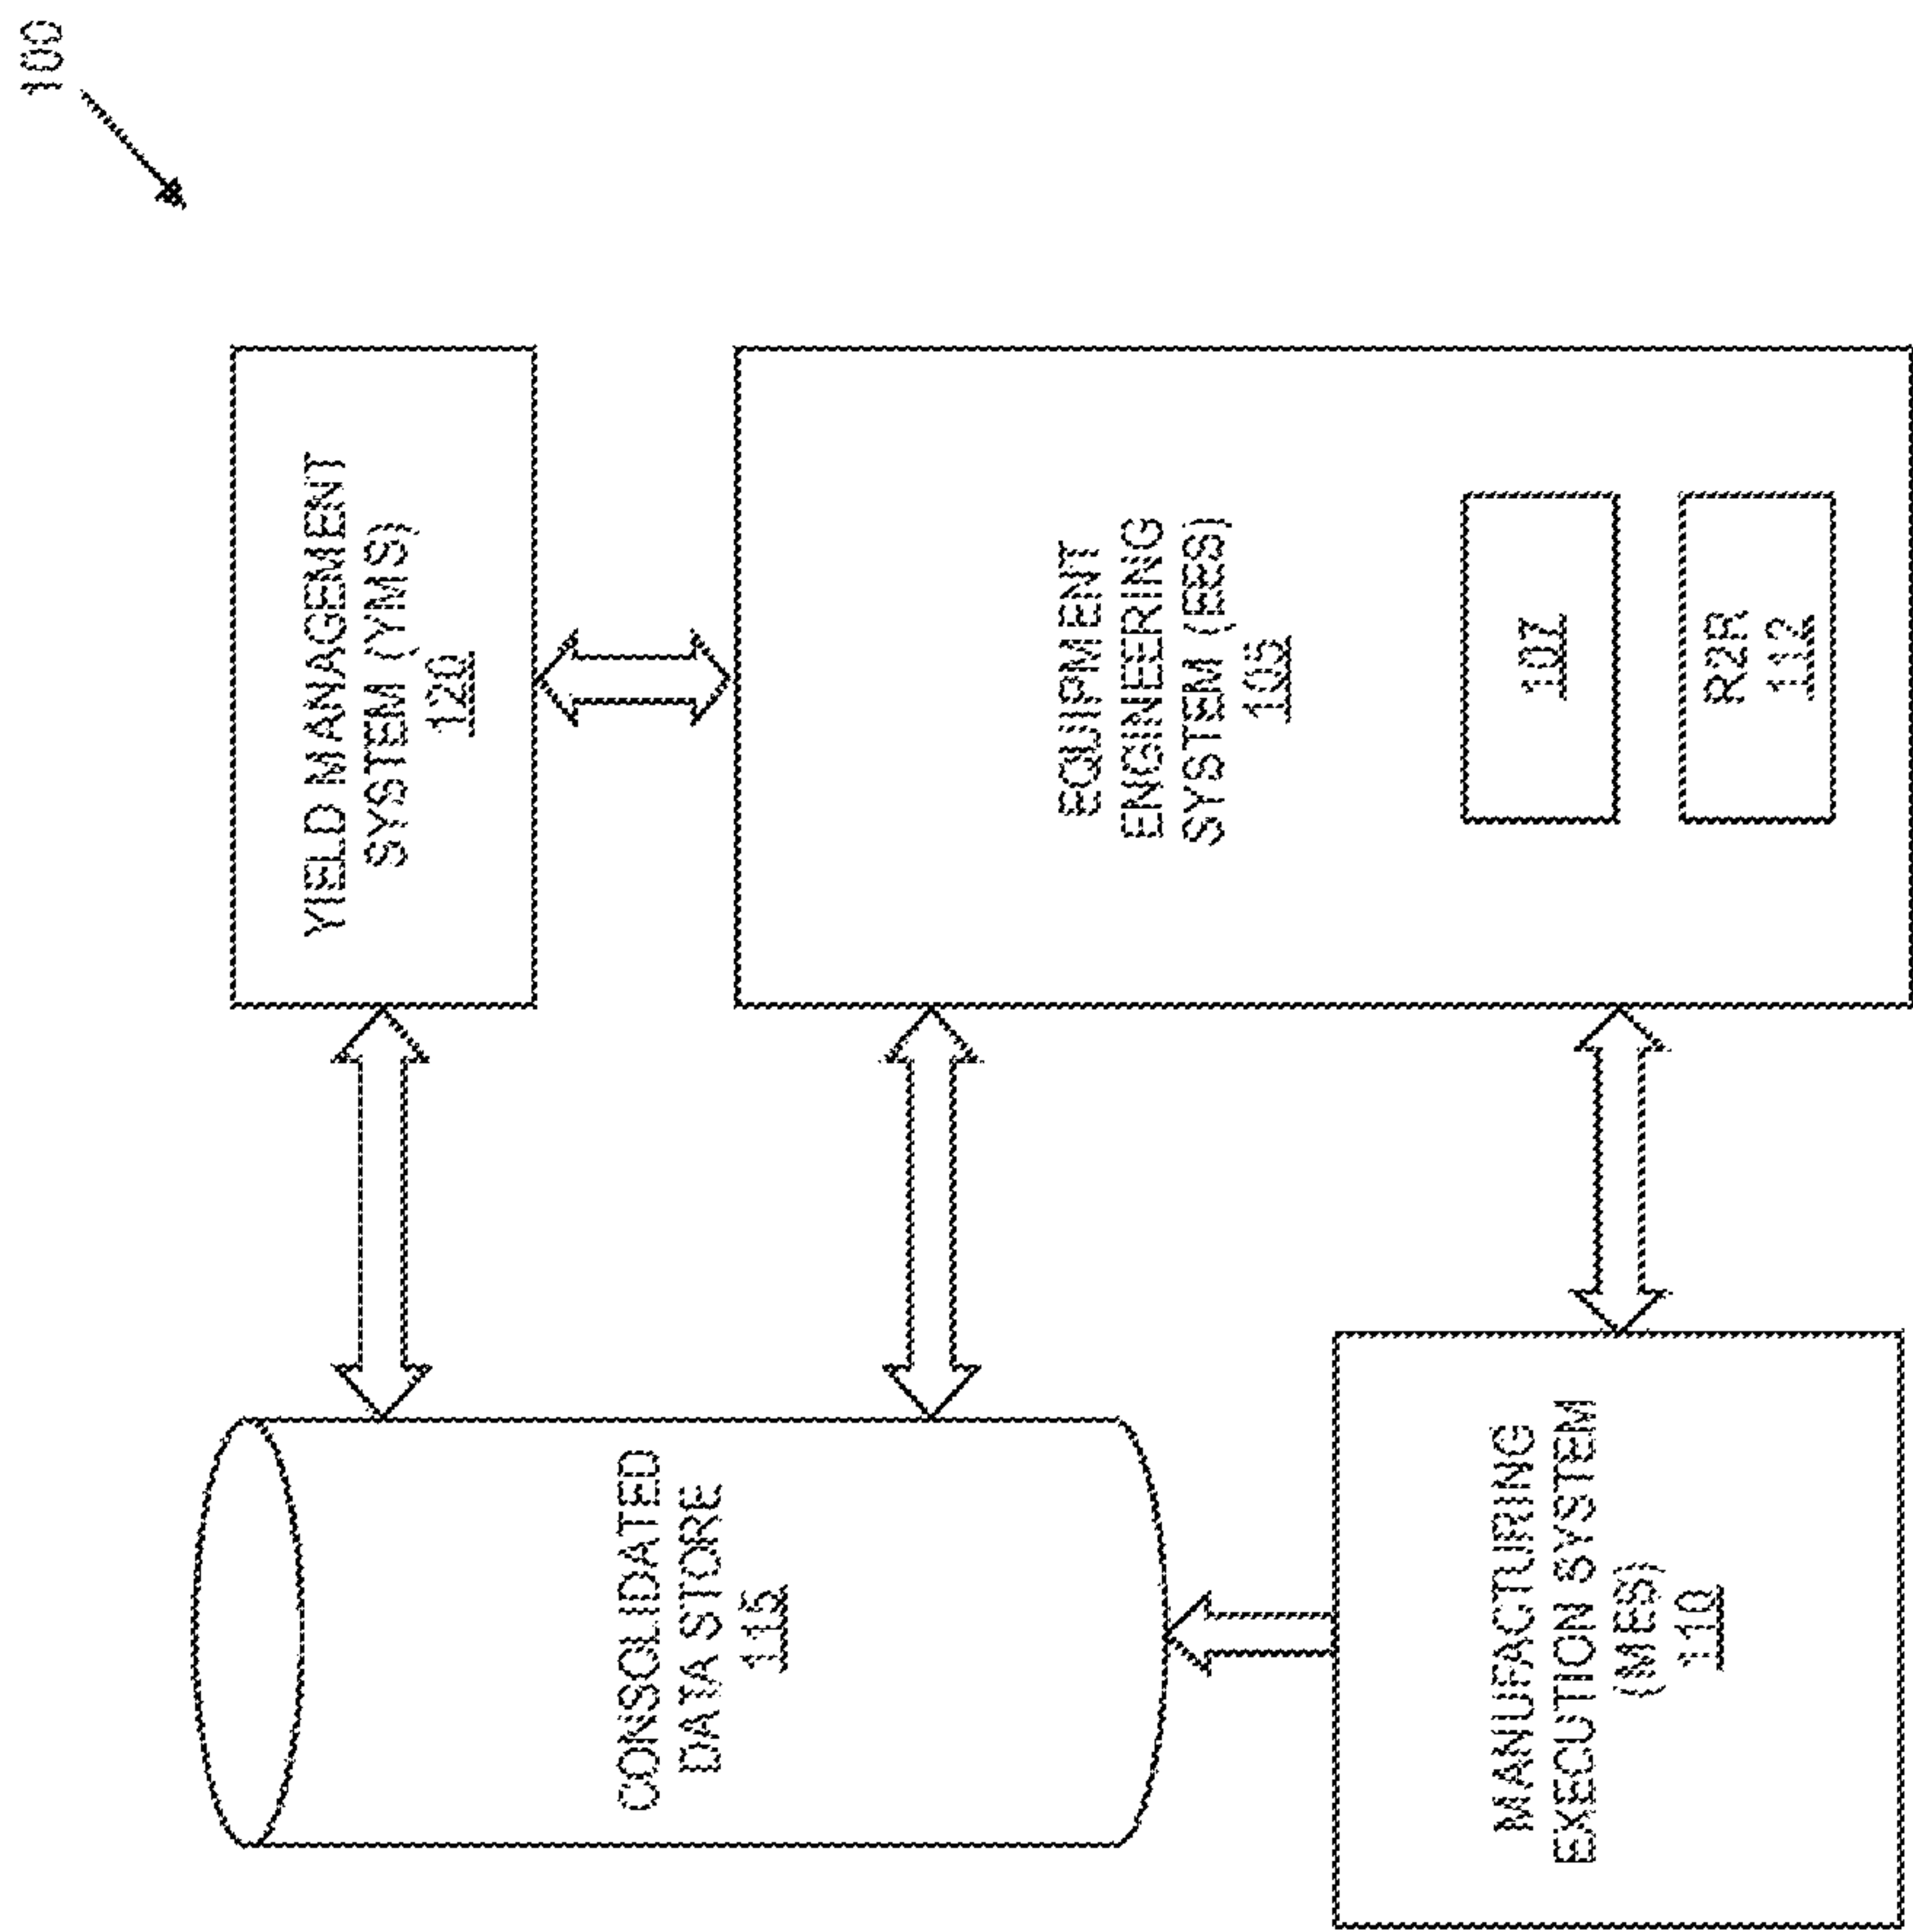 100
YIELD MANAGEMENT
SYSTEM (YMS)
120
EQUIPMENT
ENGINEERING
SYSTEM (EES)
105
107
R2R
112
CONSOLIDATED
DATA STORE
115
MANUFACTURING
EXECUTION SYSTEM
(MES)
110